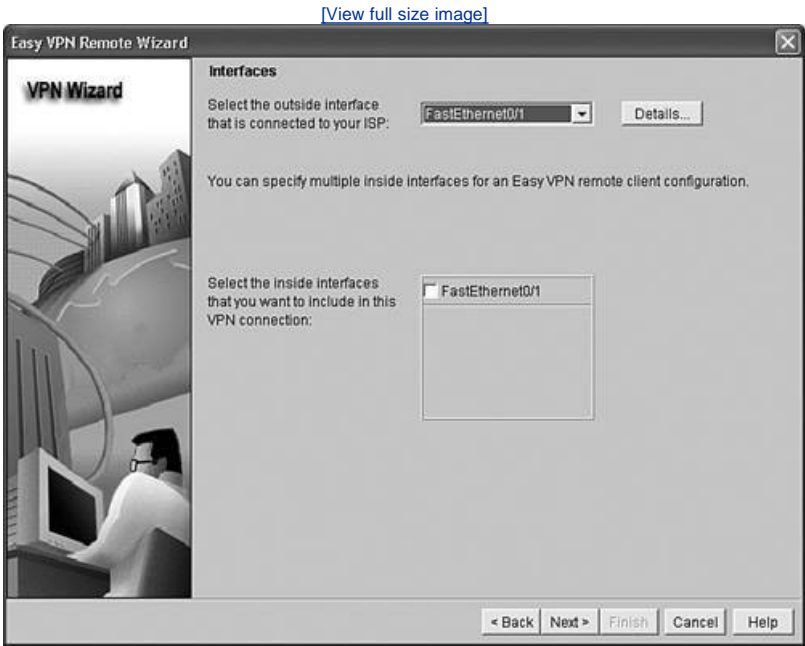 [View full size image]
Easy VPN Remote Wizard
VPN Wizard
Interfaces
Select the outside interface
that is connected to your ISP:
FastEthernet0/1
Details...
You can specify multiple inside interfaces for an Easy VPN remote client configuration.
Select the inside interfaces
that you want to include in this
VPN connection:
FastEthernet0/1
< Back
Next >
Finish
Cancel
Help